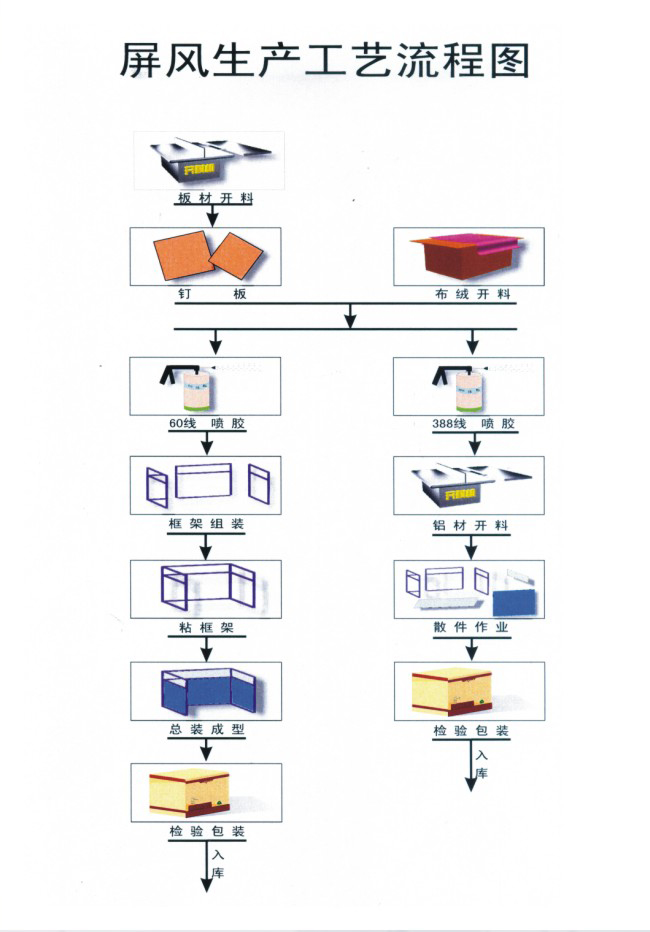 屏风生产工艺流程图
板材开料
钉 板
布绒开料
60线 喷胶
388线 喷胶
框架组装
铝材开料
粘框架
散件作业
总装成型
检验包装
入库
检验包装
入库